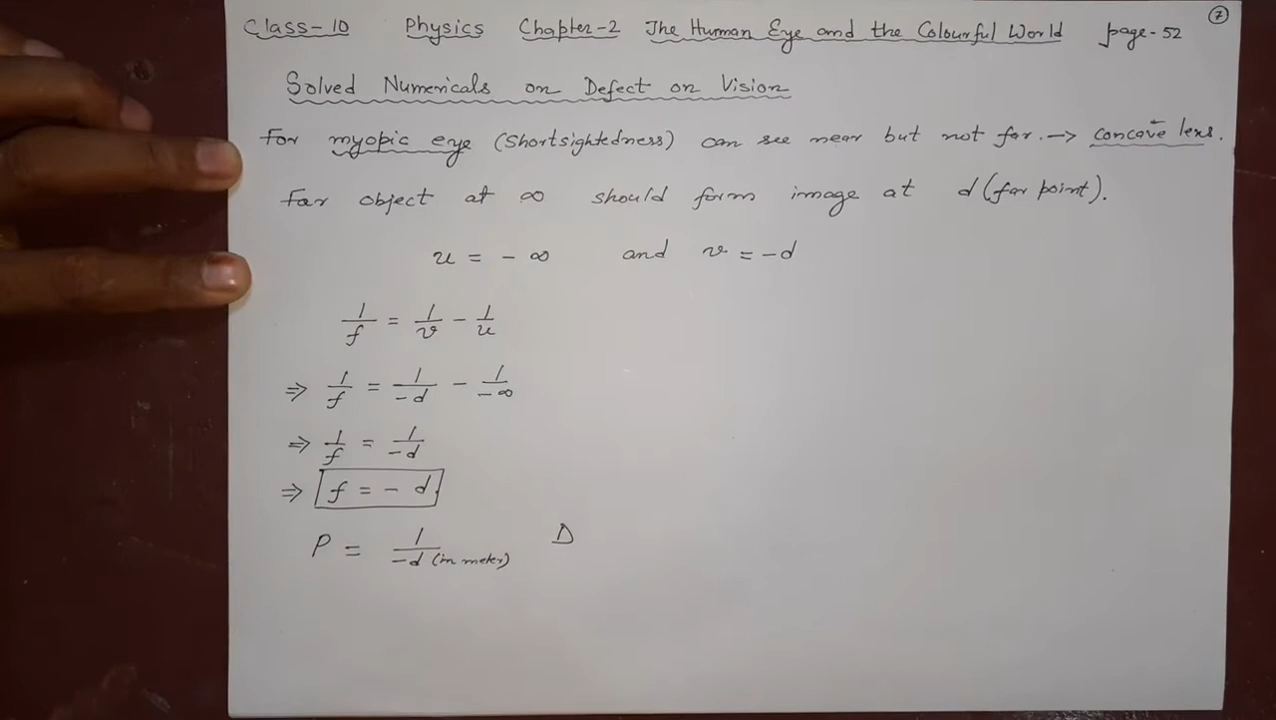 7
Class-10 Physics Chapter-2 The Human Eye and the Colourful World page-52
Solved Numericals on Defect on Vision
For myopic eye (Shortsightedness) can see near but not far. → concave lens.
Far object at ∞ should form image at d (far point).
u = - ∞ and v = -d
1/f = 1/v - 1/u
⇒ 1/f = 1/-d - 1/-∞
⇒ 1/f = 1/-d
⇒ f = - d.
P = 1/-d (in meter) D